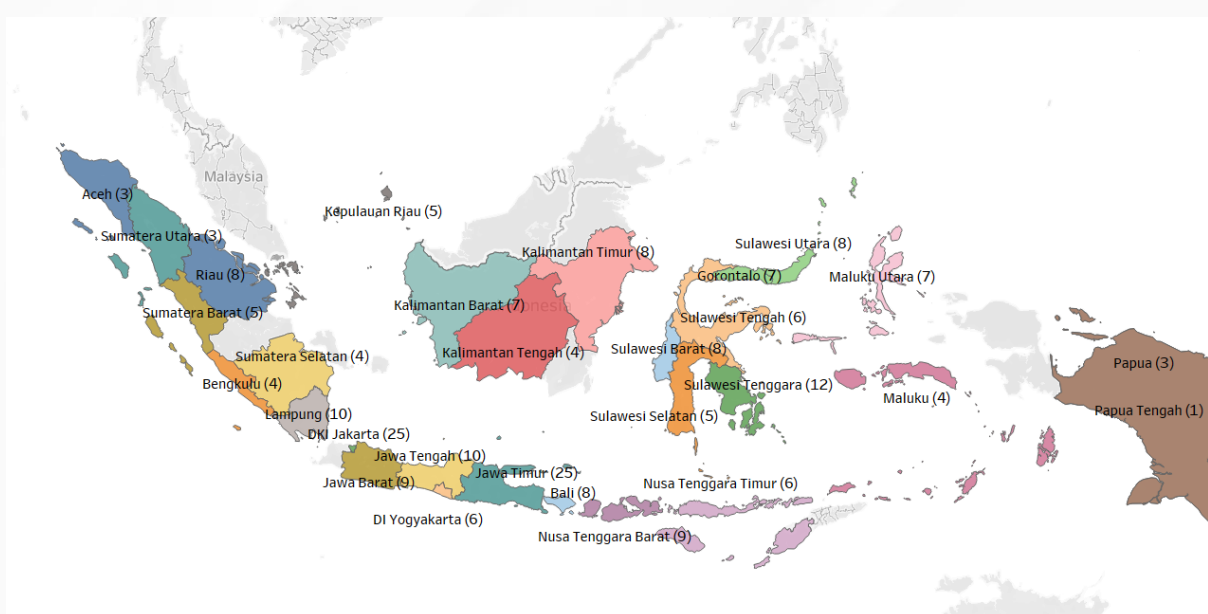 Malaysia
Aceh (3)
Kepulauan Riau (5)
Sumatera Utara (3)
Sulawesi Utara (8)
Kalimantan Timur (8)
Riau (8)
Gorontalo (7)
Maluku Utara (7)
Kalimantan Barat (7)
nesia
Sumatera Barat (5)
Sulawesi Tengah (6)
Sulawesi Barat (8)
Kalimantan Tengah (4)
Sumatera Selatan (4)
Papua (3)
Bengkulu (4)
Sulawesi Tenggara (12)
Maluku (4)
Papua Tengah (1)
Lampung (10)
Sulawesi Selatan (5)
DKI Jakarta (25)
Jawa Tengah (10)
Jawa Timur (25)
Jawa Barat (9)
Nusa Tenggara Timur (6)
Bali (8)
DI Yogyakarta (6)
Nusa Tenggara Barat (9)